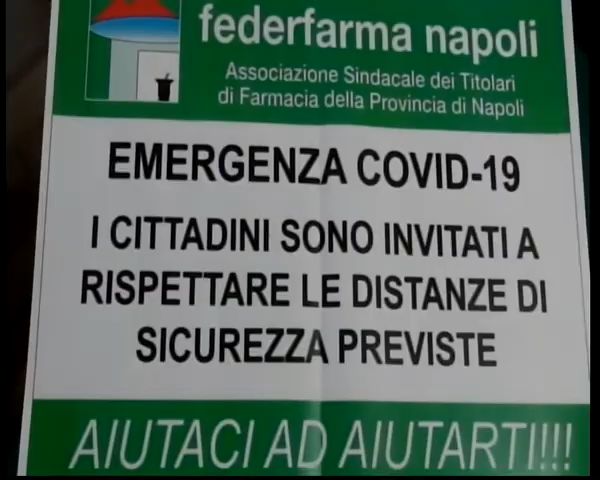 federfarma napoli
Associazione Sindacale dei Titolari
di Farmacia della Provincia di Napoli
EMERGENZA COVID-19
I CITTADINI SONO INVITATI A
RISPETTARE LE DISTANZE DI
SICUREZZA PREVISTE
AIUTACI AD AIUTARTI!!!